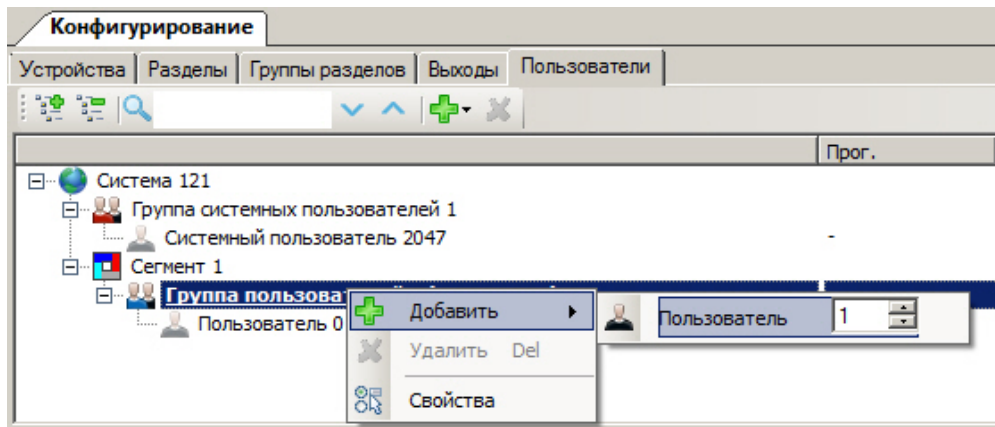 Конфигурирование
Устройства Разделы Группы разделов Выходы Пользователи
Прог.
Система 121
Группа системных пользователей 1
Системный пользователь 2047 -
Сегмент 1
Группа
Добавить Пользователь 1
Пользователь 0
Удалить Del
Свойства